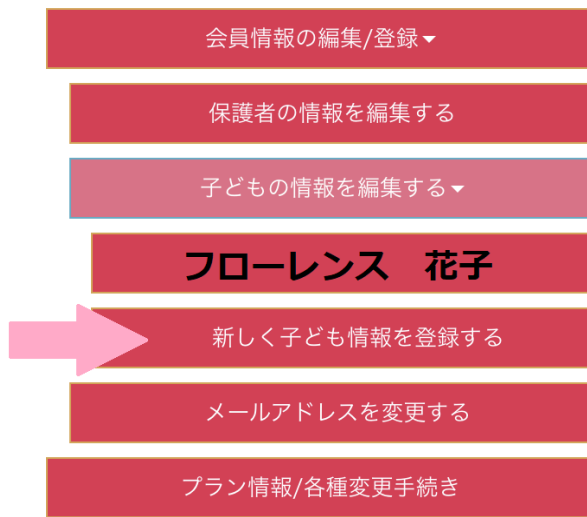 会員情報の編集/登録▼
保護者の情報を編集する
子どもの情報を編集する▼
フローレンス　花子
新しく子ども情報を登録する
メールアドレスを変更する
プラン情報/各種変更手続き